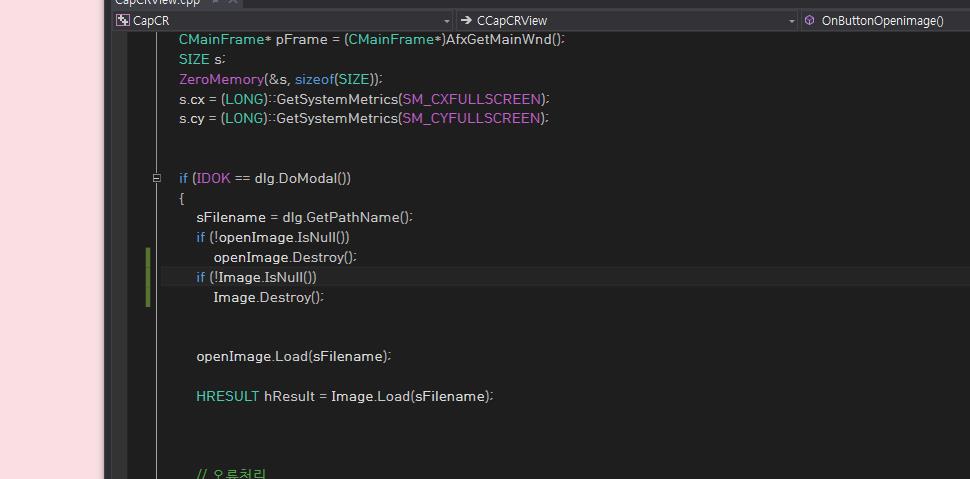 CapCRView.cpp
CapCR
CCapCRView
OnButtonOpenimage()
CMainFrame* pFrame = (CMainFrame*)AfxGetMainWnd();
SIZE s;
ZeroMemory(&s, sizeof(SIZE));
s.cx = (LONG)::GetSystemMetrics(SM_CXFULLSCREEN);
s.cy = (LONG)::GetSystemMetrics(SM_CYFULLSCREEN);
if (IDOK == dlg.DoModal())
{
sFilename = dlg.GetPathName();
if (!openImage.IsNull())
openImage.Destroy();
if (!Image.IsNull())
Image.Destroy();
openImage.Load(sFilename);
HRESULT hResult = Image.Load(sFilename);
// 오류처리